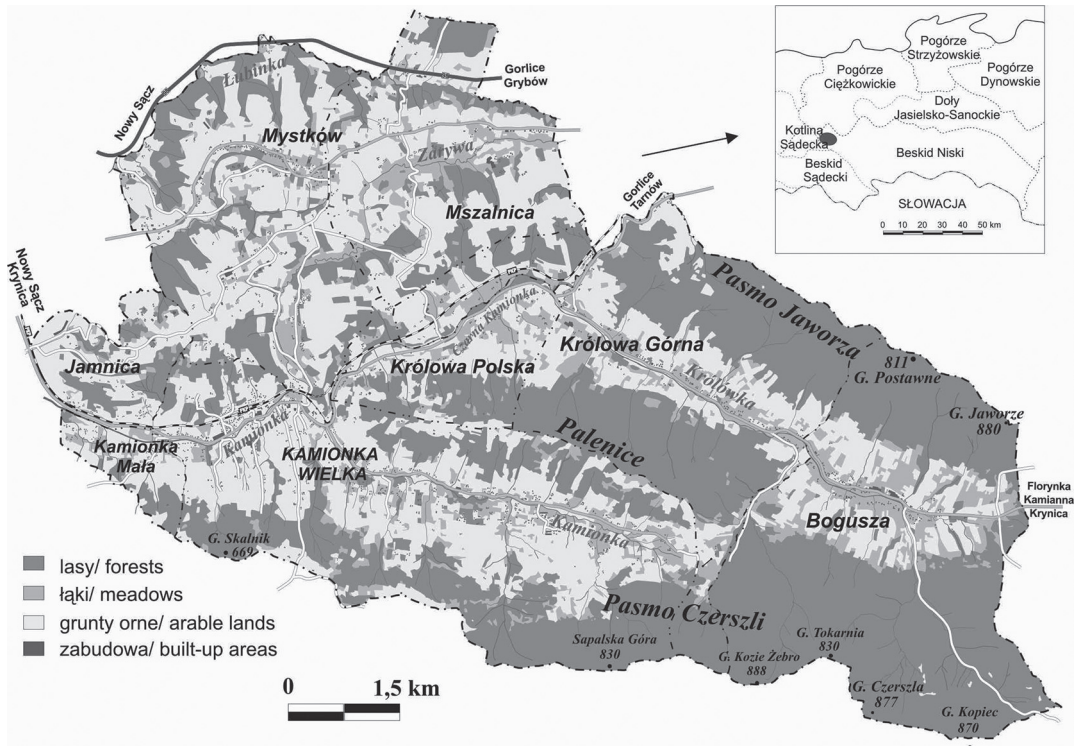 Łubinka
Nowy Sącz
Gorlice
Grybów
Mystków
Zarywa
Mszalnica
Gorlice
Tarnów
Nowy Sącz
Krynica
Jamnica
Czarna Kamionka
Królowa Górna
Królowa Polska
Królówka
Pasmo Jaworza
811
G. Postawne
G. Jaworze
880
Kamionka
Mała
Kamionka
KAMIONKA
WIELKA
Palenice
Kamionka
Bogusza
Florynka
Kamianna
Krynica
G. Skalnik
669
Pasmo Czerszli
Sapalska Góra
830
G. Kozie Żebro
888
G. Tokarnia
830
G. Czerszla
877
G. Kopiec
870
lasy/ forests
łąki/ meadows
grunty orne/ arable lands
zabudowa/ built-up areas
0 1,5 km
Pogórze
Strzyżowskie
Pogórze
Ciężkowickie
Pogórze
Dynowskie
Doły
Jasielsko-Sanockie
Kotlina
Sądecka
Beskid Niski
Beskid
Sądecki
SŁOWACJA
0 10 20 30 40 50 km